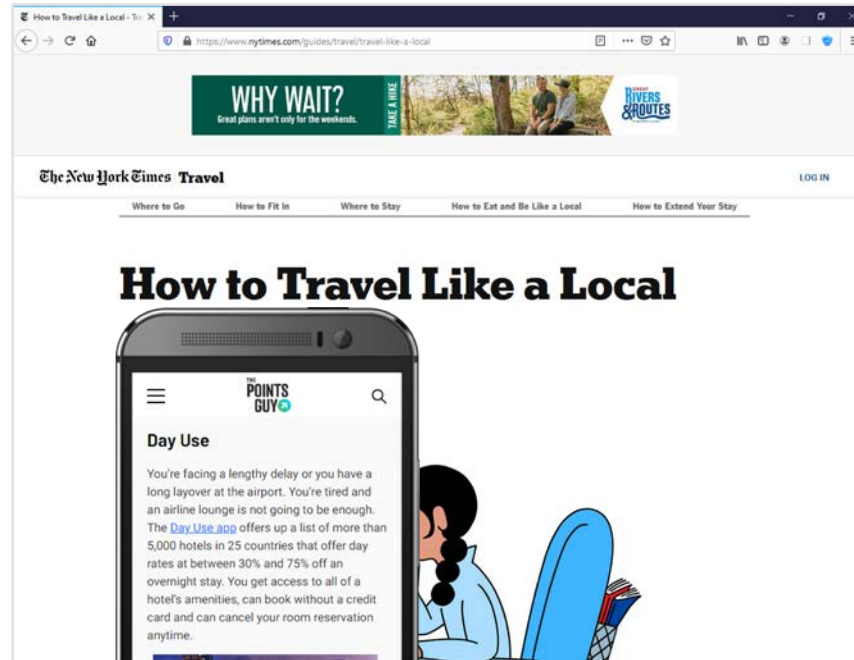 How to Travel Like a Local - The
https://www.nytimes.com/guides/travel/travel-like-a-local
WHY WAIT?
Great plans aren't only for the weekends.
TAKE A HIKE
GREAT
RIVERS
&ROUTES
The New York Times Travel
LOG IN
Where to Go How to Fit In Where to Stay How to Eat and Be Like a Local How to Extend Your Stay
How to Travel Like a Local
THE
POINTS
GUY
Day Use
You're facing a lengthy delay or you have a
long layover at the airport. You're tired and
an airline lounge is not going to be enough.
The Day Use app offers up a list of more than
5,000 hotels in 25 countries that offer day
rates at between 30% and 75% off an
overnight stay. You get access to all of a
hotel's amenities, can book without a credit
card and can cancel your room reservation
anytime.